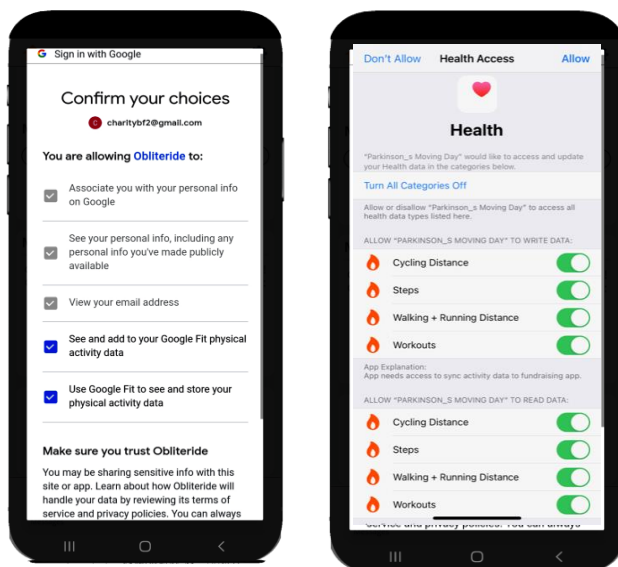 Sign in with Google
Confirm your choices
C charitybf2@gmail.com
You are allowing Obliteride to:
Associate you with your personal info
on Google
See your personal info, including any
personal info you've made publicly
available
View your email address
See and add to your Google Fit physical
activity data
Use Google Fit to see and store your
physical activity data
Make sure you trust Obliteride
You may be sharing sensitive info with this
site or app. Learn about how Obliteride will
handle your data by reviewing its terms of
service and privacy policies. You can always
Don't Allow Health Access Allow
Health
"Parkinson_s Moving Day" would like to access and update
your Health data in the categories below.
Turn All Categories Off
Allow or disallow "Parkinson_s Moving Day" to access all
health data types listed here.
ALLOW "PARKINSON_S MOVING DAY" TO WRITE DATA:
Cycling Distance
Steps
Walking + Running Distance
Workouts
App Explanation:
App needs access to sync activity data to fundraising app.
ALLOW "PARKINSON_S MOVING DAY" TO READ DATA:
Cycling Distance
Steps
Walking + Running Distance
Workouts
service and privacy policies. You can always